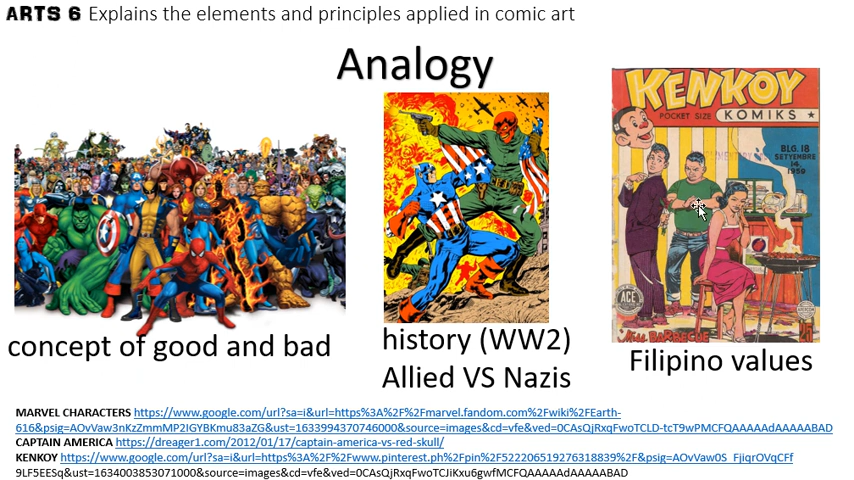 ARTS 6 Explains the elements and principles applied in comic art
Analogy
KENKOY
POCKET SIZE KOMIKS
BLG. 18
SETYEMBRE
14,
1950
ACE
Miss BARBECUE
25
concept of good and bad
history (WW2)
Allied VS Nazis
Filipino values
MARVEL CHARACTERS https://www.google.com/url?sa=i&url=https%3A%2F%2Fmarvel.fandom.com%2Fwiki%2FEarth-
616&psig=AOvVaw3nKzZmmMP2IGYBKmu83aZG&ust=1633994370746000&source=images&cd=vfe&ved=0CAsQjRxqFwoTCLD-tcT9wPMCFQAAAAAdAAAAABAD
CAPTAIN AMERICA https://dreager1.com/2012/01/17/captain-america-vs-red-skull/
KENKOY https://www.google.com/url?sa=i&url=https%3A%2F%2Fwww.pinterest.ph%2Fpin%2F522206519276318839%2F&psig=AOvVaw0S_FjiqrOVqCFf
9LF5EESq&ust=1634003853071000&source=images&cd=vfe&ved=0CAsQjRxqFwoTCJiKxu6gwfMCFQAAAAAdAAAAABAD